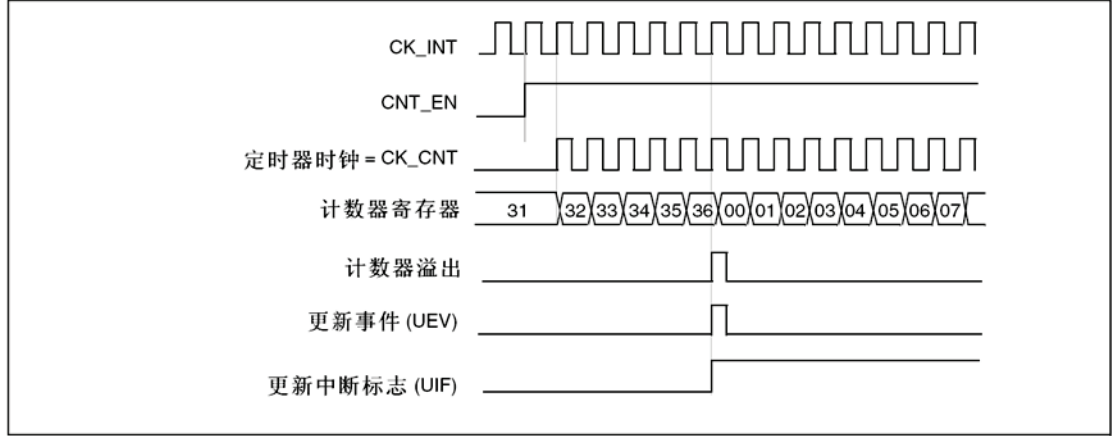 CK_INT
CNT_EN
定时器时钟 = CK_CNT
计数器寄存器 31 32 33 34 35 36 00 01 02 03 04 05 06 07
计数器溢出
更新事件 (UEV)
更新中断标志 (UIF)